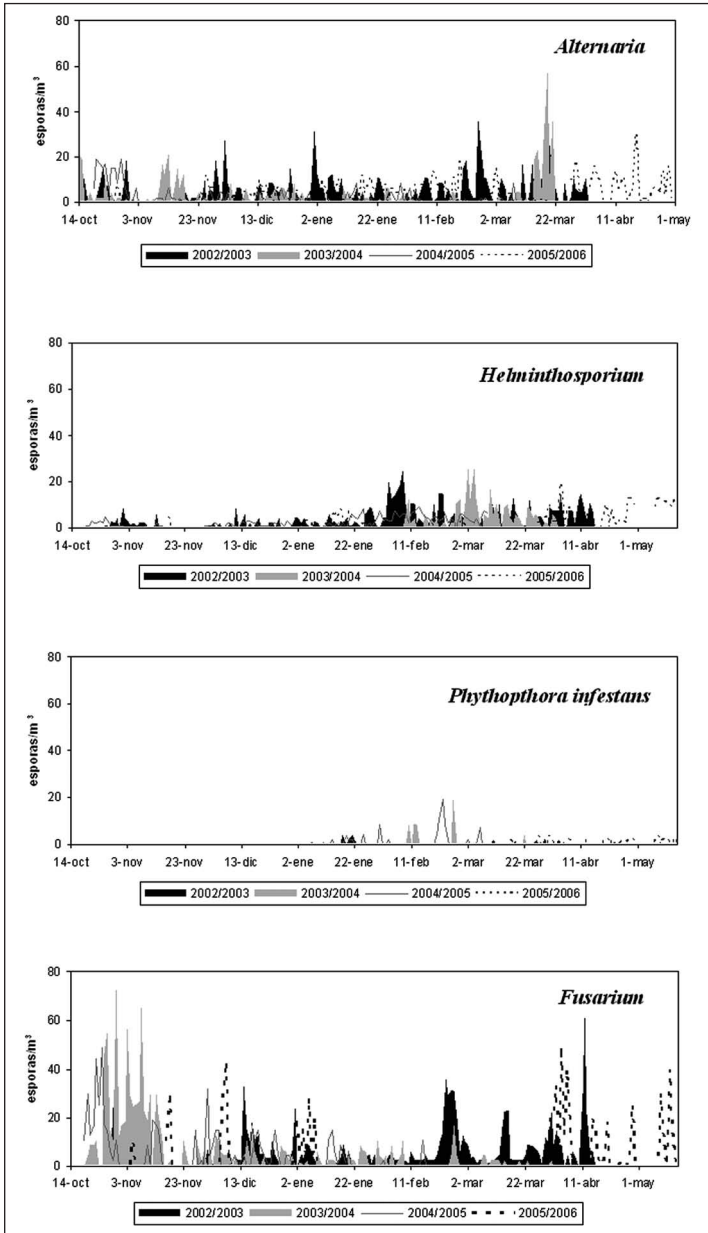 Alternaria
esporas/m³
80
60
40
20
0
14-oct 3-nov 23-nov 13-dic 2-ene 22-ene 11-feb 2-mar 22-mar 11-abr 1-may
2002/2003 2003/2004 2004/2005 2005/2006
Helminthosporium
esporas/m³
80
60
40
20
0
14-oct 3-nov 23-nov 13-dic 2-ene 22-ene 11-feb 2-mar 22-mar 11-abr 1-may
2002/2003 2003/2004 2004/2005 2005/2006
Phythopthora infestans
esporas/m³
80
60
40
20
0
14-oct 3-nov 23-nov 13-dic 2-ene 22-ene 11-feb 2-mar 22-mar 11-abr 1-may
2002/2003 2003/2004 2004/2005 2005/2006
Fusarium
esporas/m³
80
60
40
20
0
14-oct 3-nov 23-nov 13-dic 2-ene 22-ene 11-feb 2-mar 22-mar 11-abr 1-may
2002/2003 2003/2004 2004/2005 2005/2006